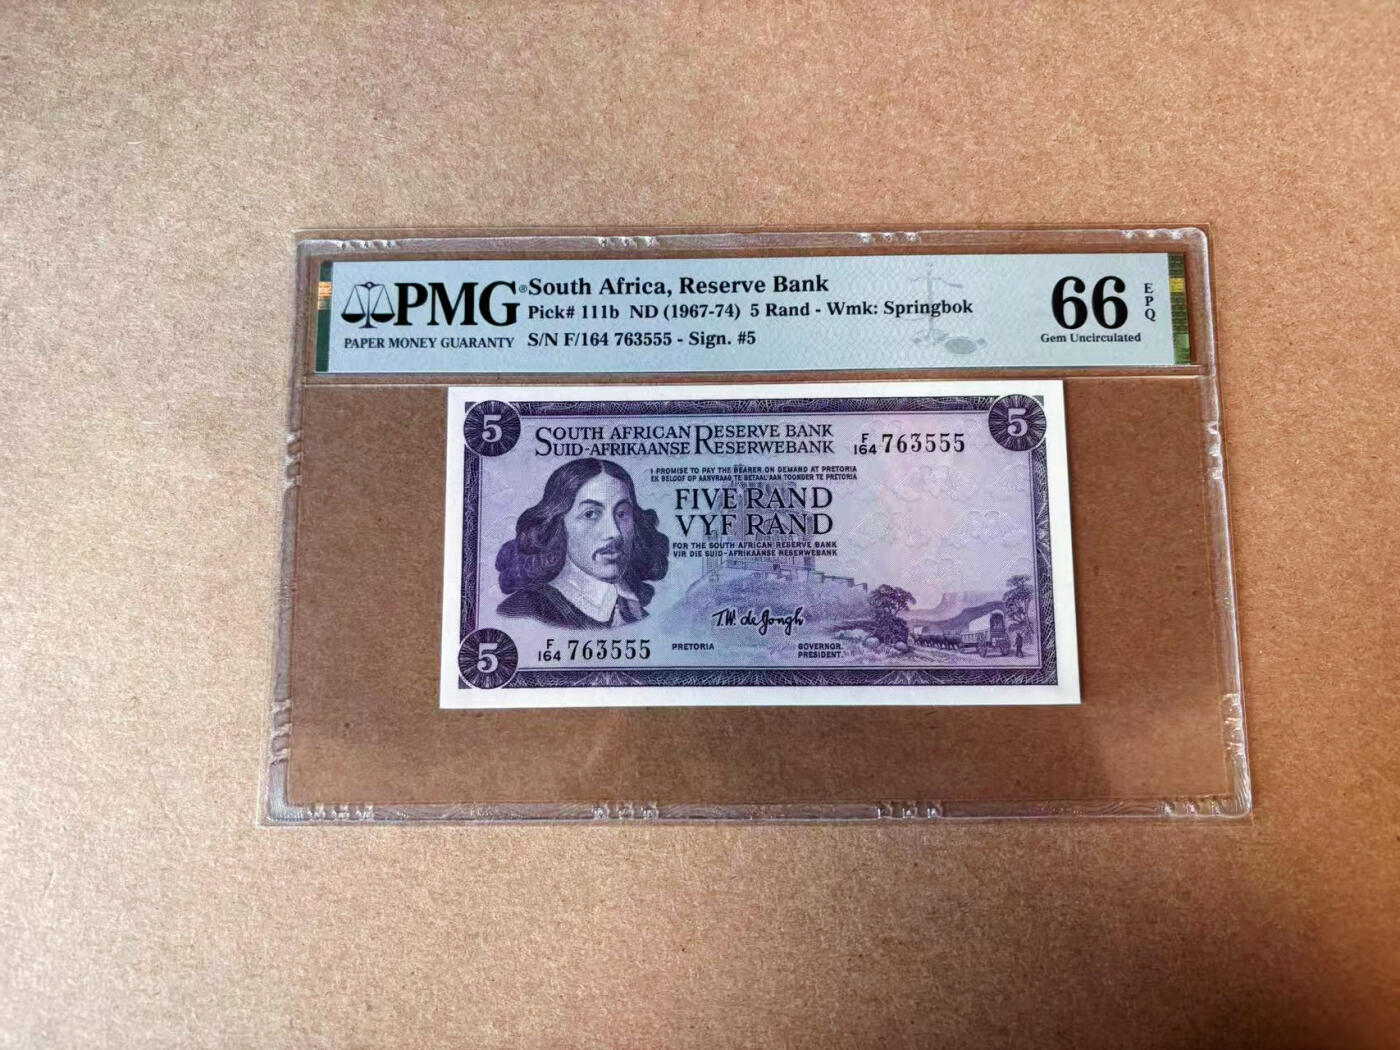 PMG®
PAPER MONEY GUARANTY
South Africa, Reserve Bank
Pick# 111b ND (1967-74) 5 Rand - Wmk: Springbok
S/N F/164 763555 - Sign. #5
66
EPQ
Gem Uncirculated
5
5
SOUTH AFRICAN RESERVE BANK
SUID-AFRIKAANSE RESERWEBANK
F/164 763555
I PROMISE TO PAY THE BEARER ON DEMAND AT PRETORIA
EK BELOOF OP AANVRAAG TE BETAAL AAN TOONDER TE PRETORIA
FIVE RAND
VYF RAND
FOR THE SOUTH AFRICAN RESERVE BANK
VIR DIE SUID-AFRIKAANSE RESERWEBANK
T.W. de Jongh
5
F/164 763555
PRETORIA
GOVERNOR.
PRESIDENT.